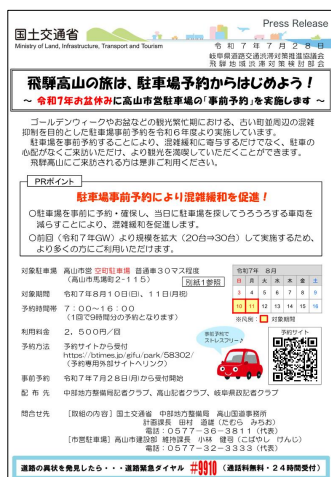 Press Release
国土交通省
Ministry of Land, Infrastructure, Transport and Tourism
令和7年7月28日
岐阜県道路交通渋滞対策推進協議会
飛騨地域渋滞対策検討部会
飛騨高山の旅は、駐車場予約からはじめよう！
～ 令和7年お盆休みに高山市営駐車場の「事前予約」を実施します ～
ゴールデンウィークやお盆などの観光繁忙期における、古い町並周辺の混雑
抑制を目的とした駐車場事前予約を令和6年度より実施しています。
駐車場を事前予約することにより、混雑緩和に寄与するだけでなく、駐車の
心配がなくご来訪いただけ、より観光を満喫していただくことができます。
飛騨高山にご来訪される方は是非ご利用ください。
PRポイント
駐車場事前予約により混雑緩和を促進！
○駐車場を事前に予約・確保し、当日に駐車場を探してうろうろする車両を
減らすことにより、混雑緩和を促進します。
○前回（令和7年GW）より規模を拡大（20台⇒30台）して実施するため、
より多くの方にご利用いただけます。
対象駐車場　高山市営 空町駐車場 普通車30マス程度
（高山市馬場町2-115）
別紙1参照
対象期間　令和7年8月10日(日)、11日(月祝)
予約時間帯　7：00～16：00
（1回で9時間分の予約となります）
利用料金　2，500円/回
予約方法　予約サイトから受付
https://btimes.jp/gifu/park/58302/
（予約専用外部サイトへリンク）
事前予約　令和7年7月28日(月)から受付開始
令和7年　8月
日 月 火 水 木 金 土
3 4 5 6 7 8 9
10 11 12 13 14 15 16
※凡例： 対象期間
事前予約で
ストレスフリー♪
予約サイト
配布先　中部地方整備局記者クラブ、高山記者クラブ、岐阜県政記者クラブ
問合せ先　【取組の内容】国土交通省　中部地方整備局　高山国道事務所
計画課長　田村　道雄（たむら　みちお）
電話：0577-36-3811（代表）
【市営駐車場】高山市建設部 維持課長　小林　健司（こばやし　けんじ）
電話：0577-32-3333（代表）
道路の異状を発見したら・・・道路緊急ダイヤル #9910（通話料無料・24時間受付）